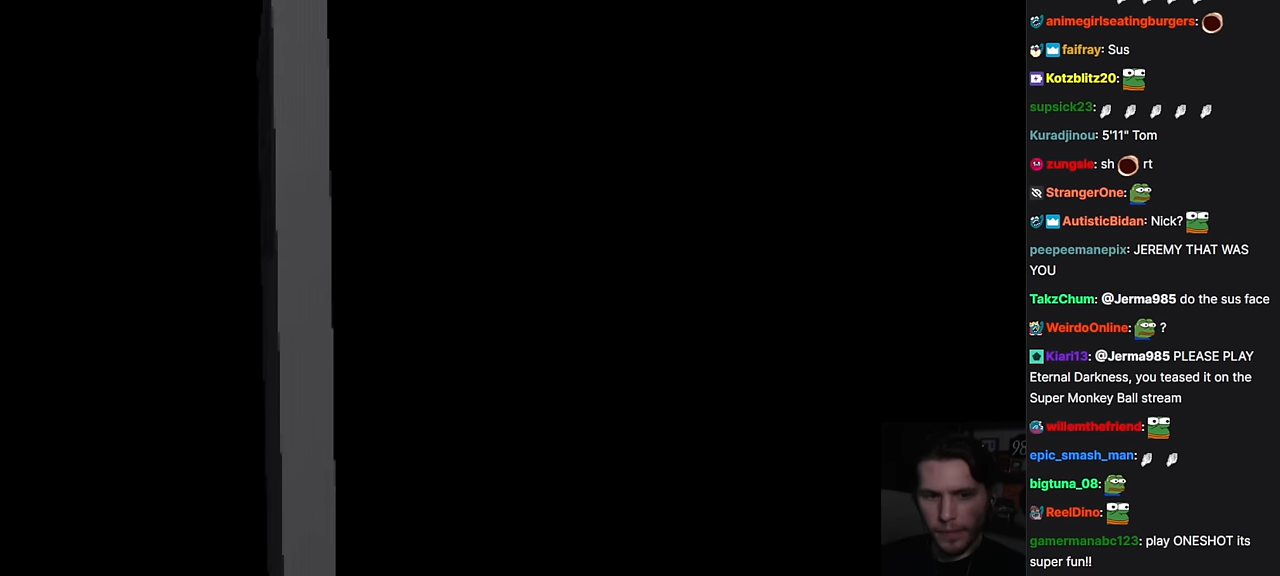 animegirlseatingburgers:
faifray: Sus
Kotzblitz20:
supsick23:
Kuradjinou: 5'11" Tom
zungsle: sh rt
StrangerOne:
AutisticBidan: Nick?
peepeemanepix: JEREMY THAT WAS
YOU
TakzChum: @Jerma985 do the sus face
WeirdoOnline: ?
Kiari13: @Jerma985 PLEASE PLAY
Eternal Darkness, you teased it on the
Super Monkey Ball stream
willemthefriend:
epic_smash_man:
bigtuna_08:
ReelDino:
gamermanabc123: play ONESHOT its
super fun!!
98